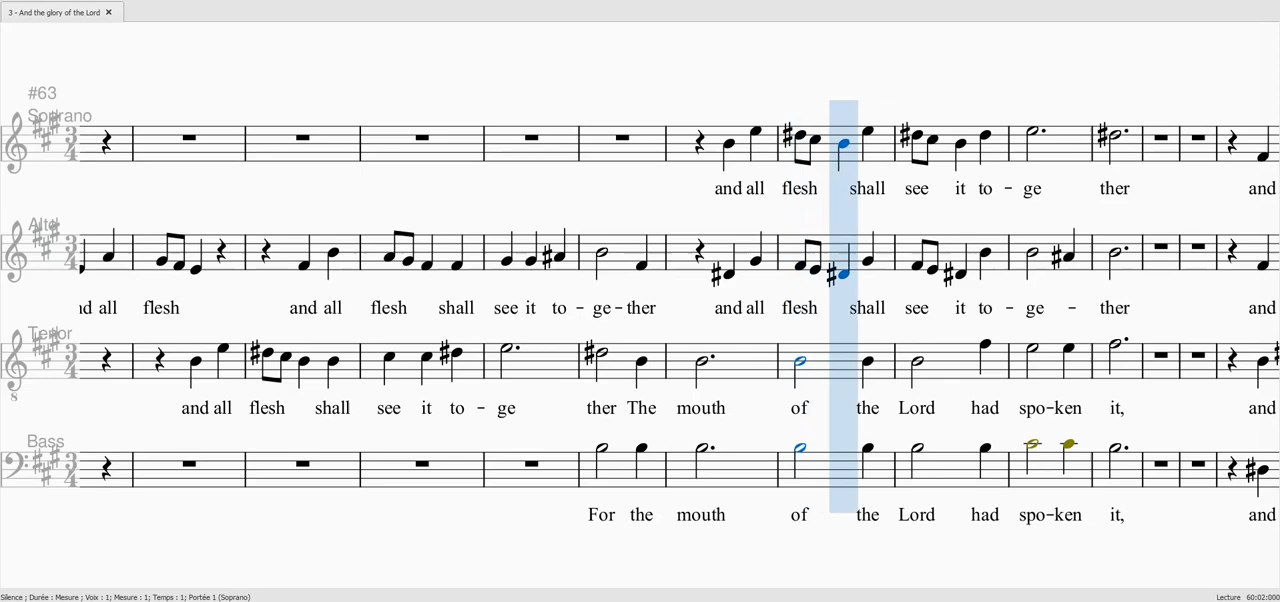 3 - And the glory of the Lord ✕
#63
Soprano
and all flesh shall see it to - ge ther and
Alto
all flesh and all flesh shall see it to - ge - ther and all flesh shall see it to - ge - ther and
Tenor
8
and all flesh shall see it to - ge ther The mouth of the Lord had spo-ken it, and
Bass
For the mouth of the Lord had spo-ken it, and
Silence ; Durée : Mesure ; Voix : 1; Mesure : 1; Temps : 1; Portée 1 (Soprano) Lecture 60:02:000